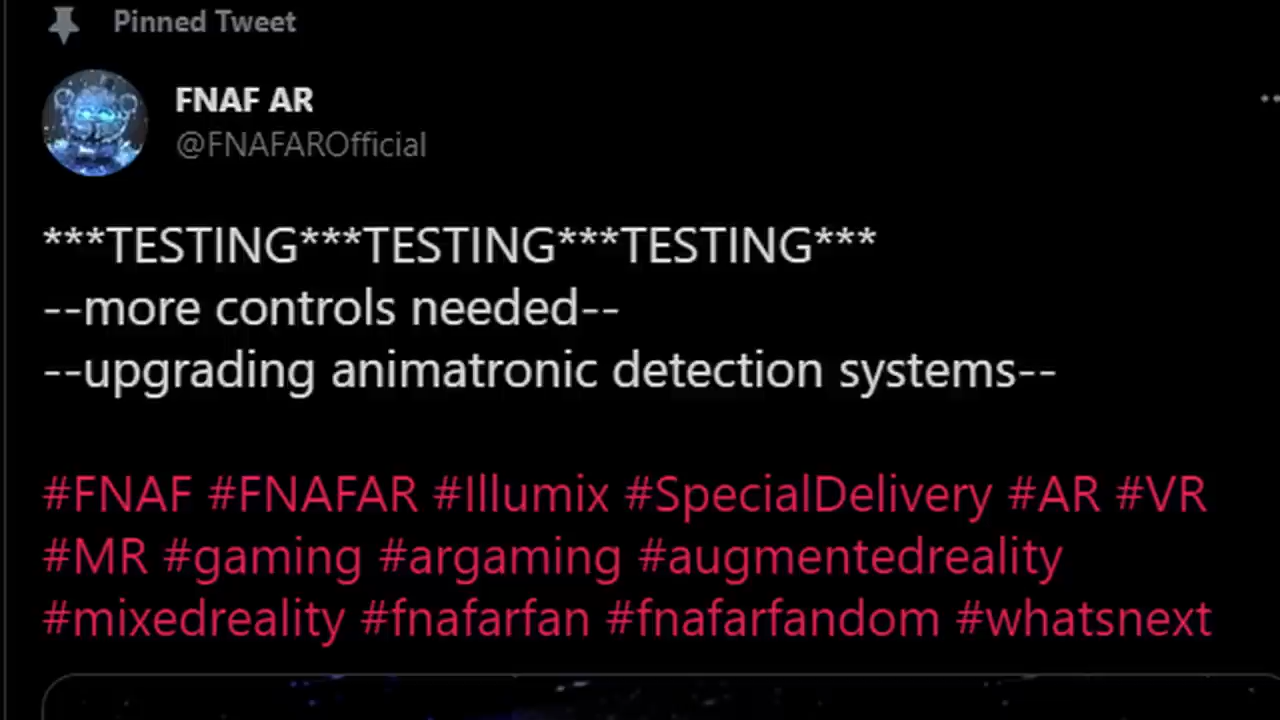 Pinned Tweet
FNAF AR
@FNAFAROfficial
***TESTING***TESTING***TESTING***
--more controls needed--
--upgrading animatronic detection systems--
#FNAF #FNAFAR #Illumix #SpecialDelivery #AR #VR
#MR #gaming #argaming #augmentedreality
#mixedreality #fnafarfan #fnafarfandom #whatsnext